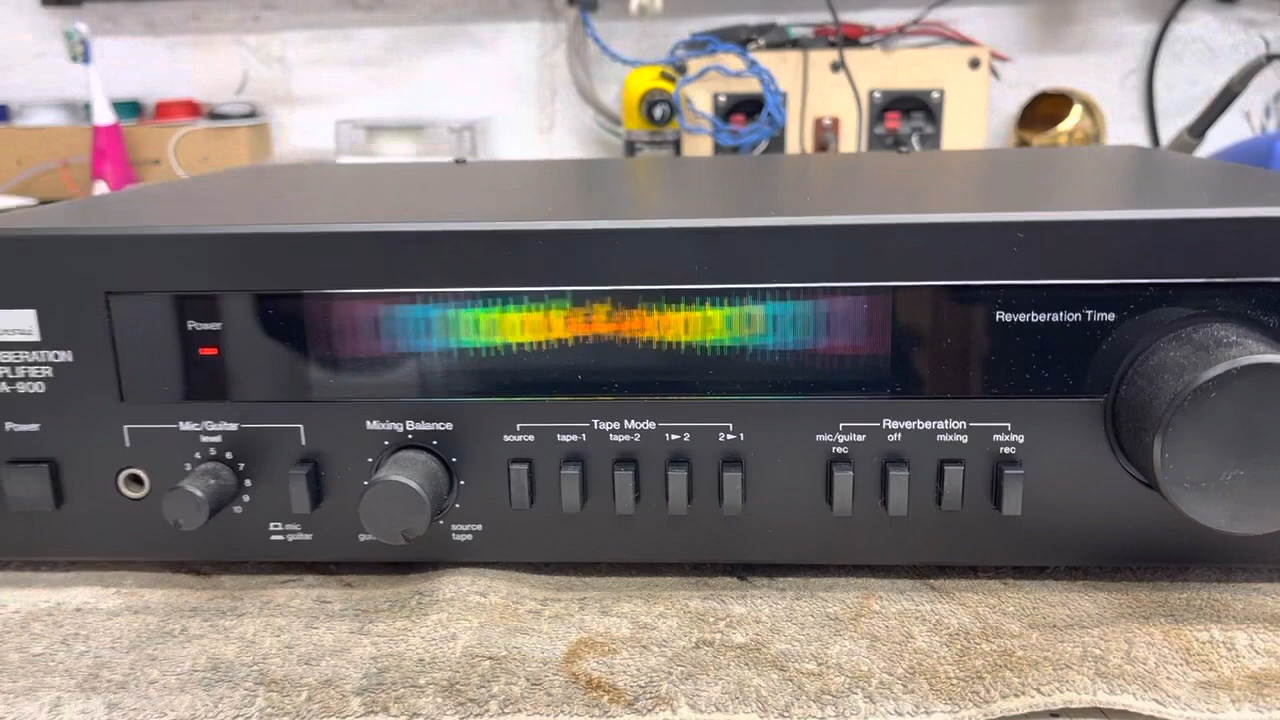 BERATION
PLIFIER
A-900
Power
Power
Reverberation Time
Mic/Guitar
level
3 4 5 6 7 8 9 10
mic
guitar
Mixing Balance
source
tape
Tape Mode
source tape-1 tape-2 1►2 2►1
Reverberation
mic/guitar rec off mixing mixing rec